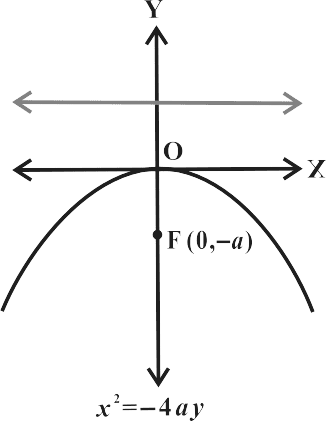 Y
O
X
F (0,–a)
x²=–4ay